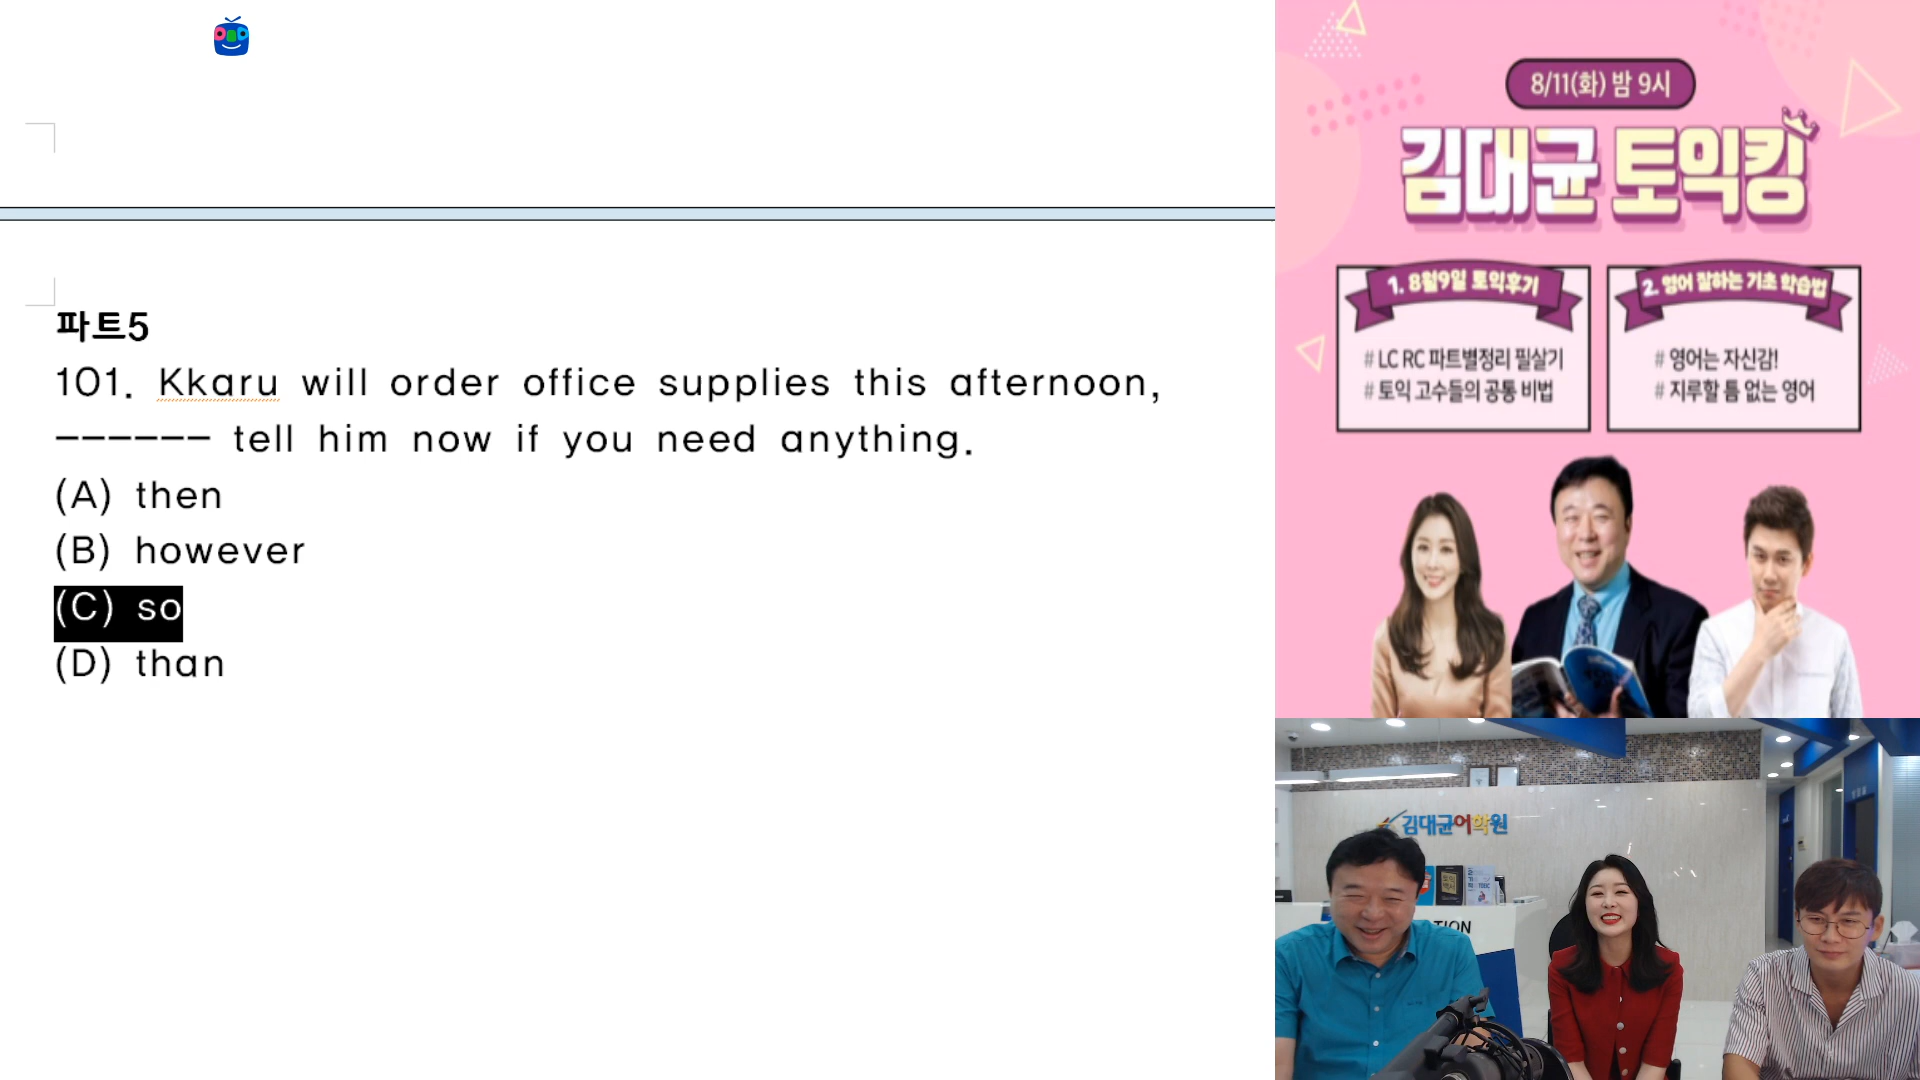 파트5
101. Kkaru will order office supplies this afternoon,
------ tell him now if you need anything.
(A) then
(B) however
(C) so
(D) than
8/11(화) 밤 9시
김대균 토익킹
1. 8월9일 토익후기
# LC RC 파트별정리 필살기
# 토익 고수들의 공통 비법
2. 영어 잘하는 기초 학습법
# 영어는 자신감!
# 지루할 틈 없는 영어
김대균어학원
TION